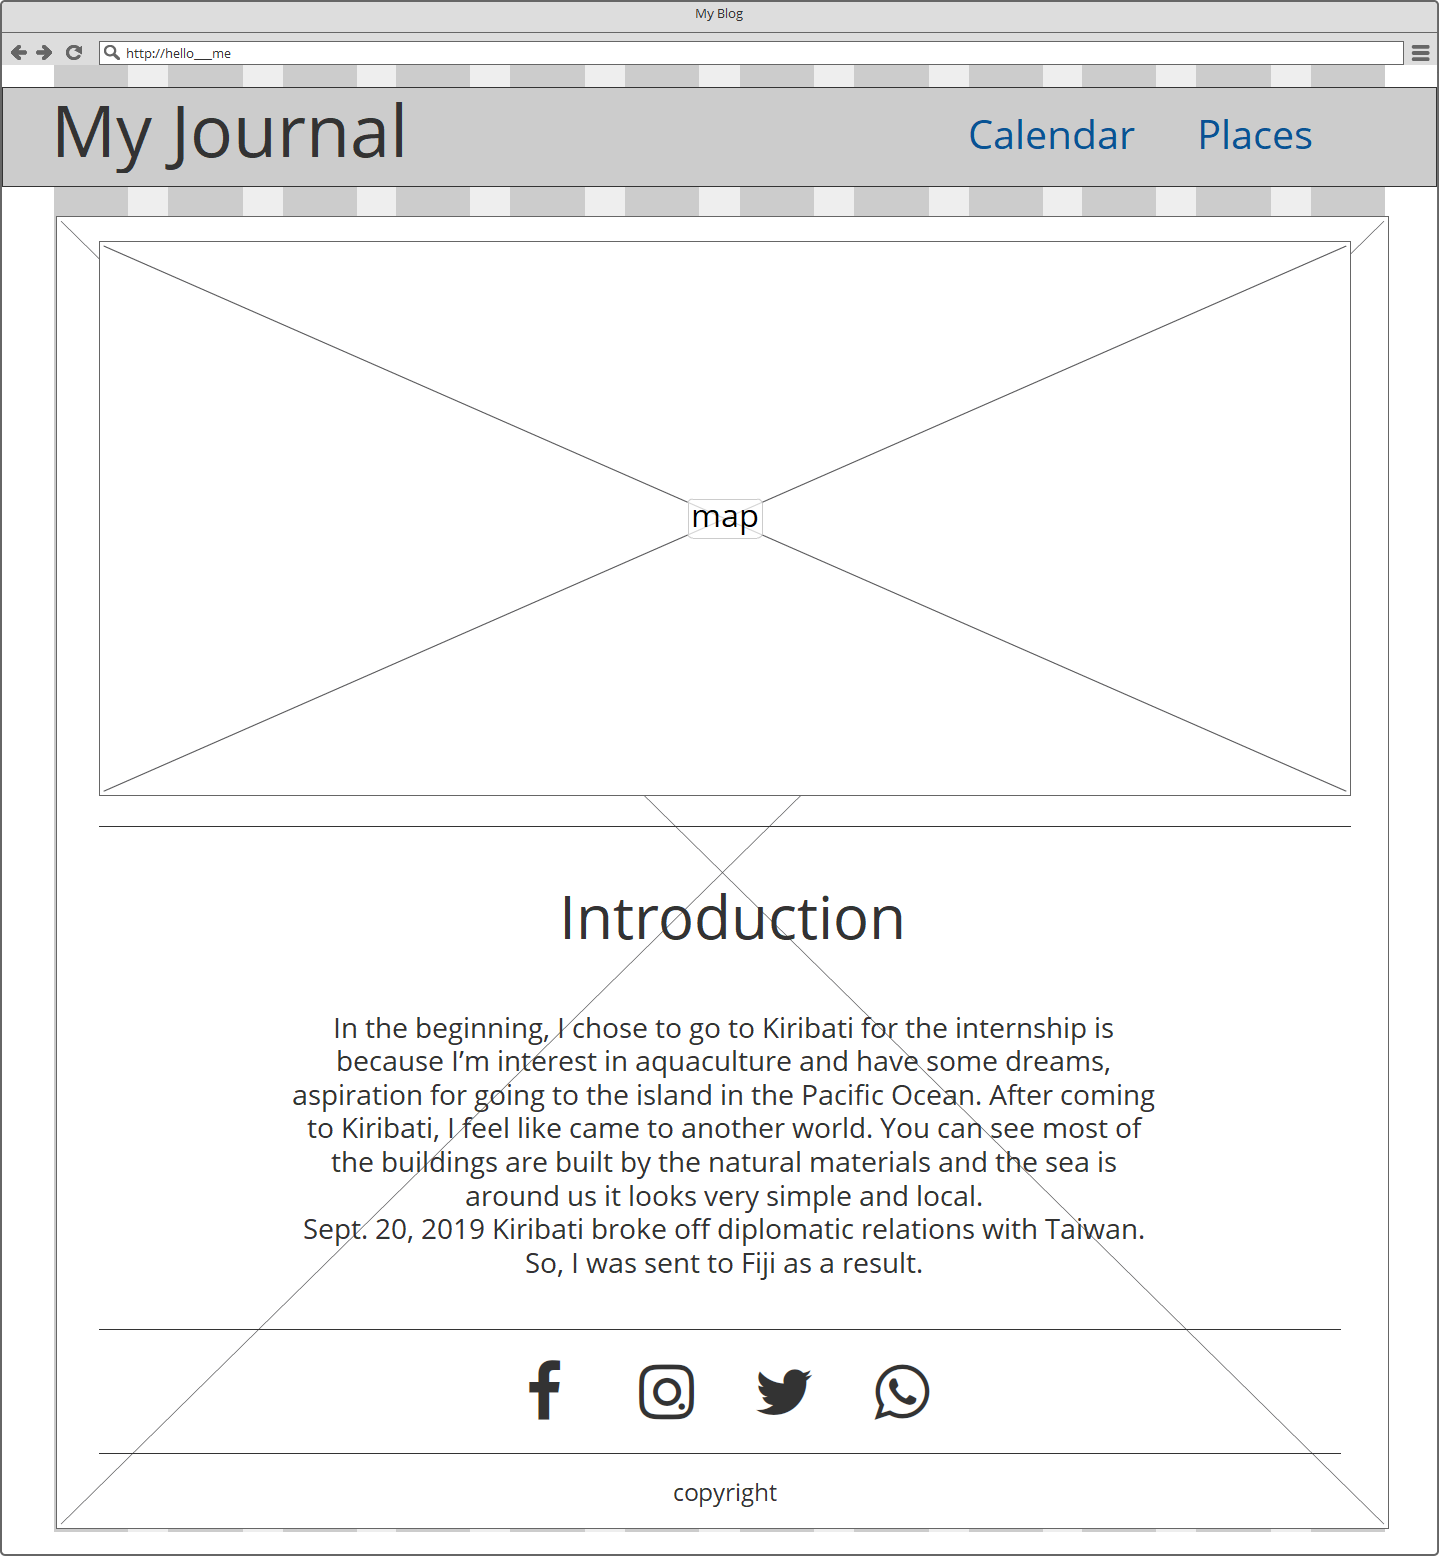 My Blog
http://hello___me
My Journal
Calendar
Places
map
Introduction
In the beginning, I chose to go to Kiribati for the internship is
because I’m interest in aquaculture and have some dreams,
aspiration for going to the island in the Pacific Ocean. After coming
to Kiribati, I feel like came to another world. You can see most of
the buildings are built by the natural materials and the sea is
around us it looks very simple and local.
Sept. 20, 2019 Kiribati broke off diplomatic relations with Taiwan.
So, I was sent to Fiji as a result.
copyright